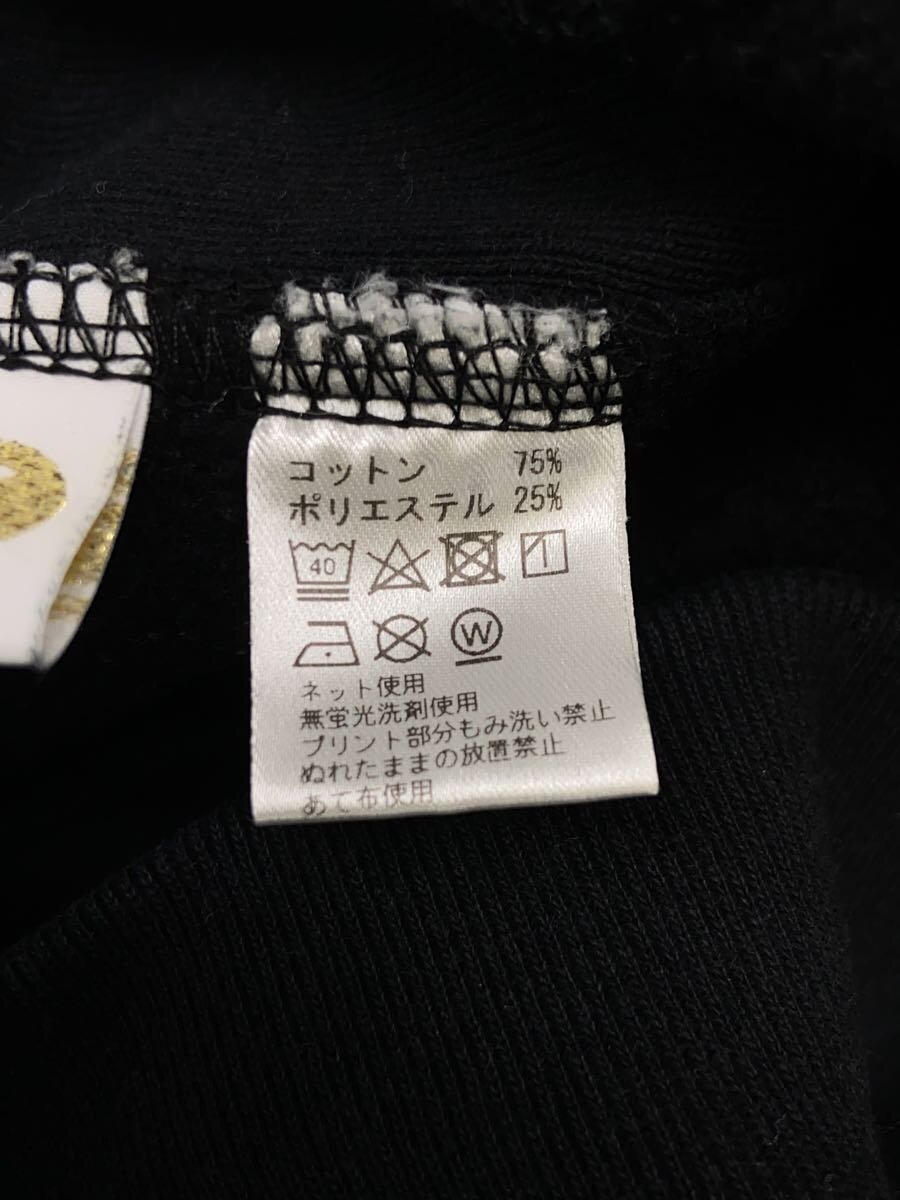 コットン 75%
ポリエステル 25%
40
W
ネット使用
無蛍光洗剤使用
プリント部分もみ洗い禁止
ぬれたままの放置禁止
あて布使用